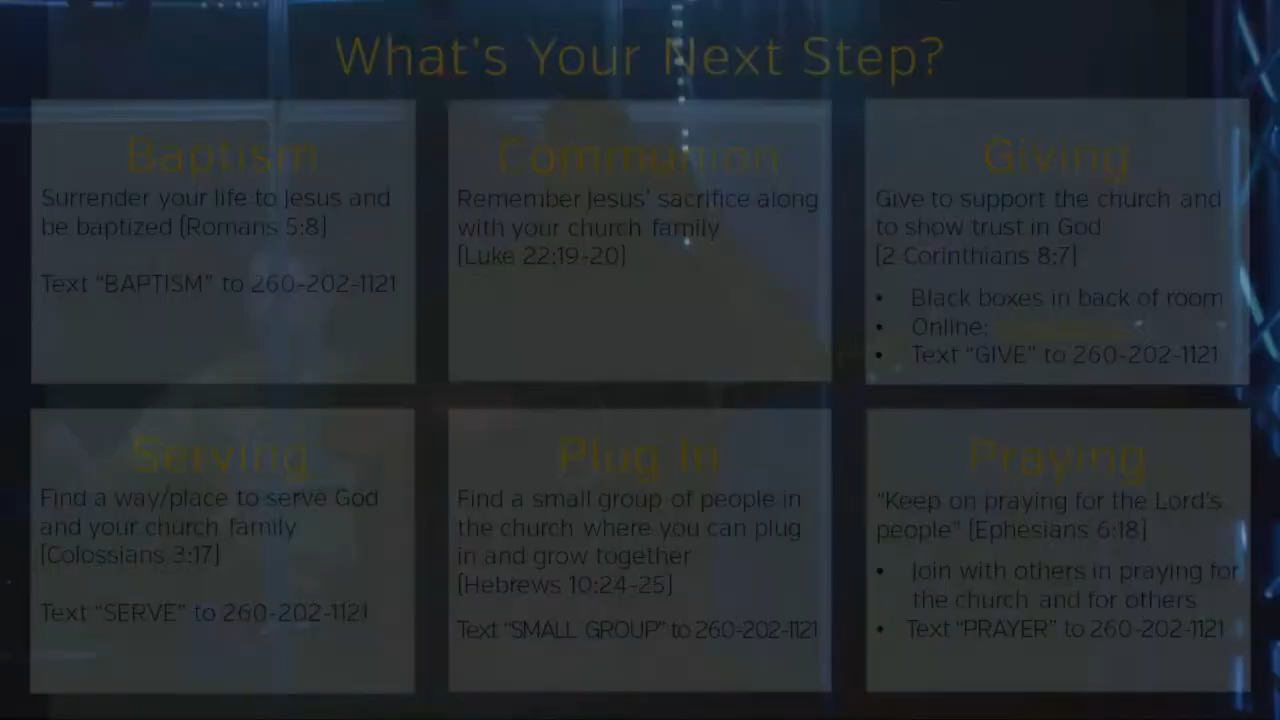 What's Your Next Step?
Baptism
Surrender your life to Jesus and
be baptized [Romans 5:8]
Text “BAPTISM” to 260-202-1121
Communion
Remember Jesus' sacrifice along
with your church family
[Luke 22:19-20]
Giving
Give to support the church and
to show trust in God
[2 Corinthians 8:7]
• Black boxes in back of room
• Online:
• Text “GIVE” to 260-202-1121
Serving
Find a way/place to serve God
and your church family
[Colossians 3:17]
Text “SERVE” to 260-202-1121
Plug In
Find a small group of people in
the church where you can plug
in and grow together
[Hebrews 10:24-25]
Text “SMALL GROUP” to 260-202-1121
Praying
“Keep on praying for the Lord's
people” [Ephesians 6:18]
• Join with others in praying for
the church and for others
• Text “PRAYER” to 260-202-1121